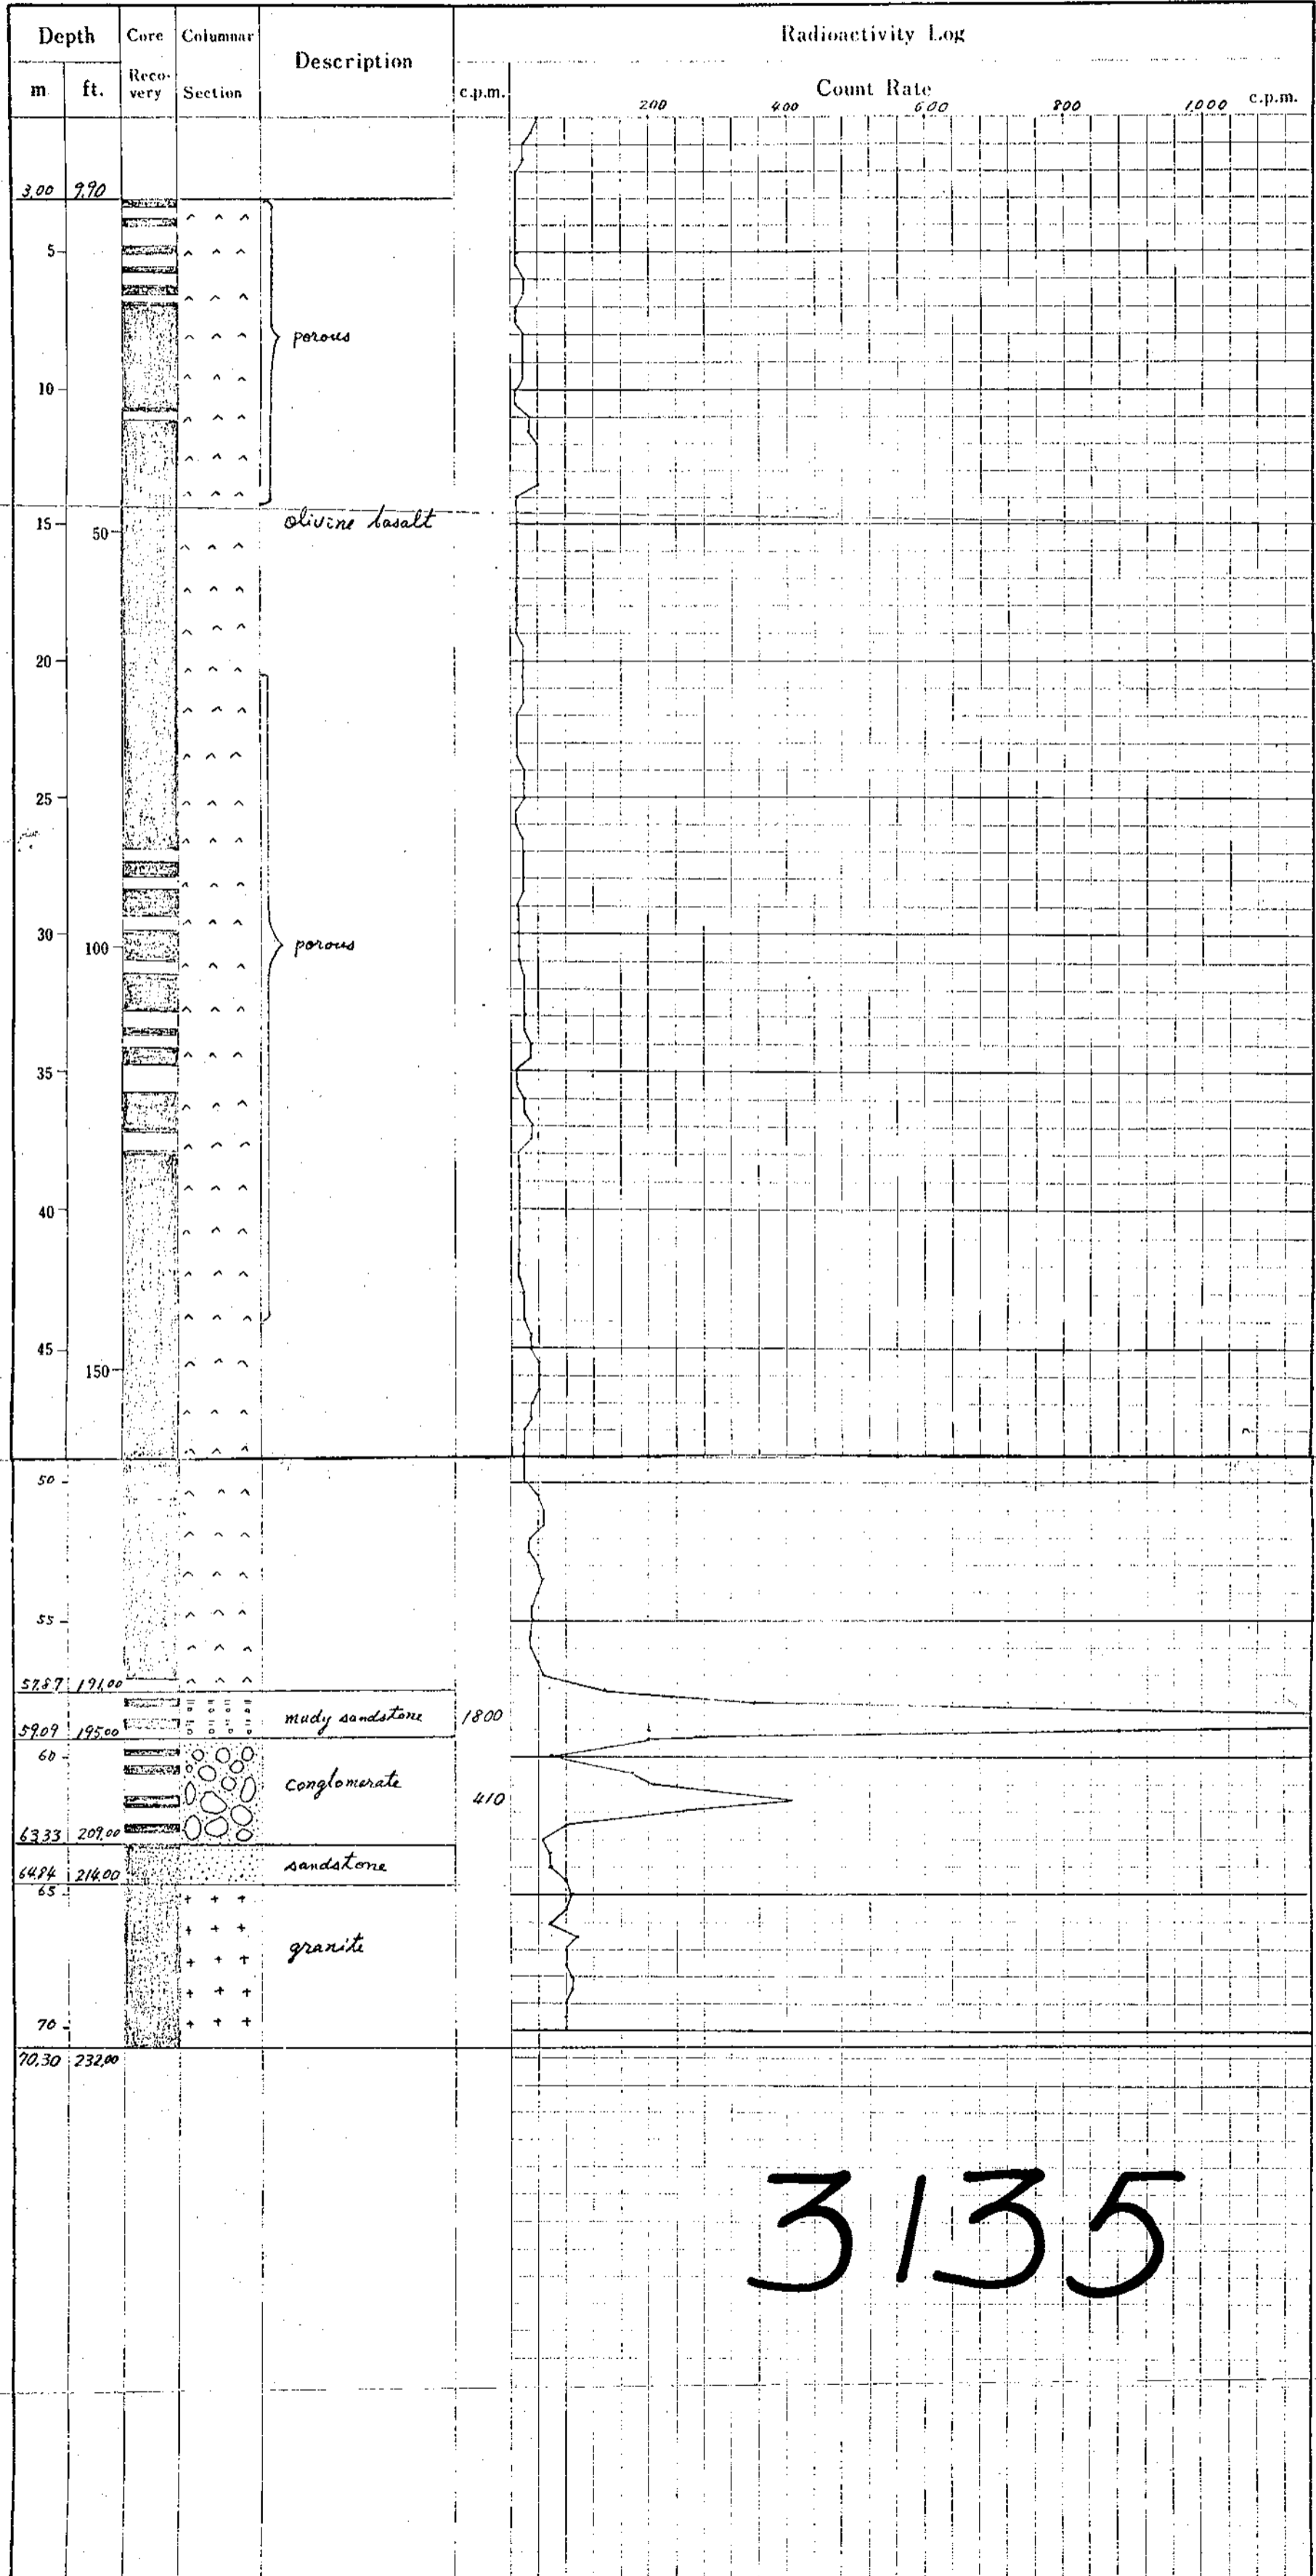 Depth Core Columnar Description Radioactivity Log
m. ft. Reco- Section c.p.m. Count Rate
very
200 400 600 800 1,000 c.p.m.
3.00 9.90
5
porous
10
olivine basalt
15
50
20
25
30
100 porous
35
40
45
150
50
55
57.87 191.00
mudy sandstone 1800
59.09 195.00
60
conglomerate 410
63.33 209.00
sandstone
64.84 214.00
65
granite
70
70.30 232.00
3135